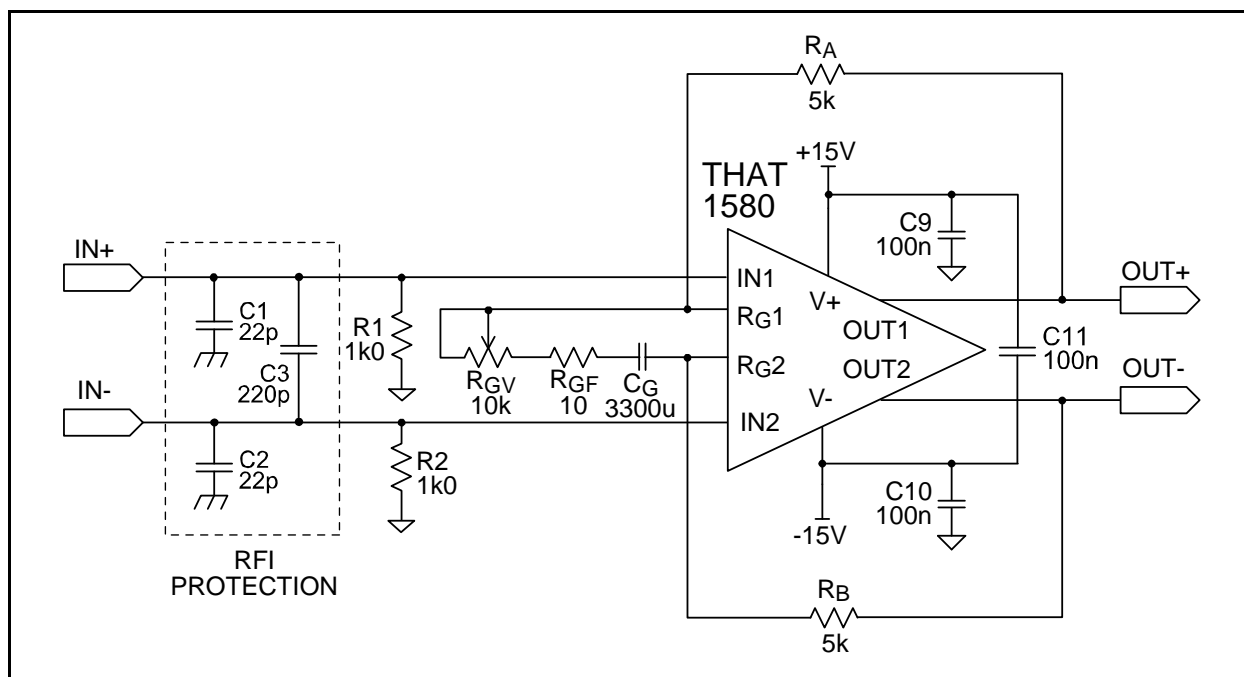 RA
5k
+15V
THAT
1580
C9
100n
IN+
IN1
C1
22p
R1
1k0
RG1
V+
OUT1
OUT+
C3
220p
RGV
10k
RGF
10
CG
3300u
RG2
OUT2
C11
100n
IN-
V-
IN2
OUT-
C2
22p
R2
1k0
C10
100n
-15V
RFI
PROTECTION
RB
5k